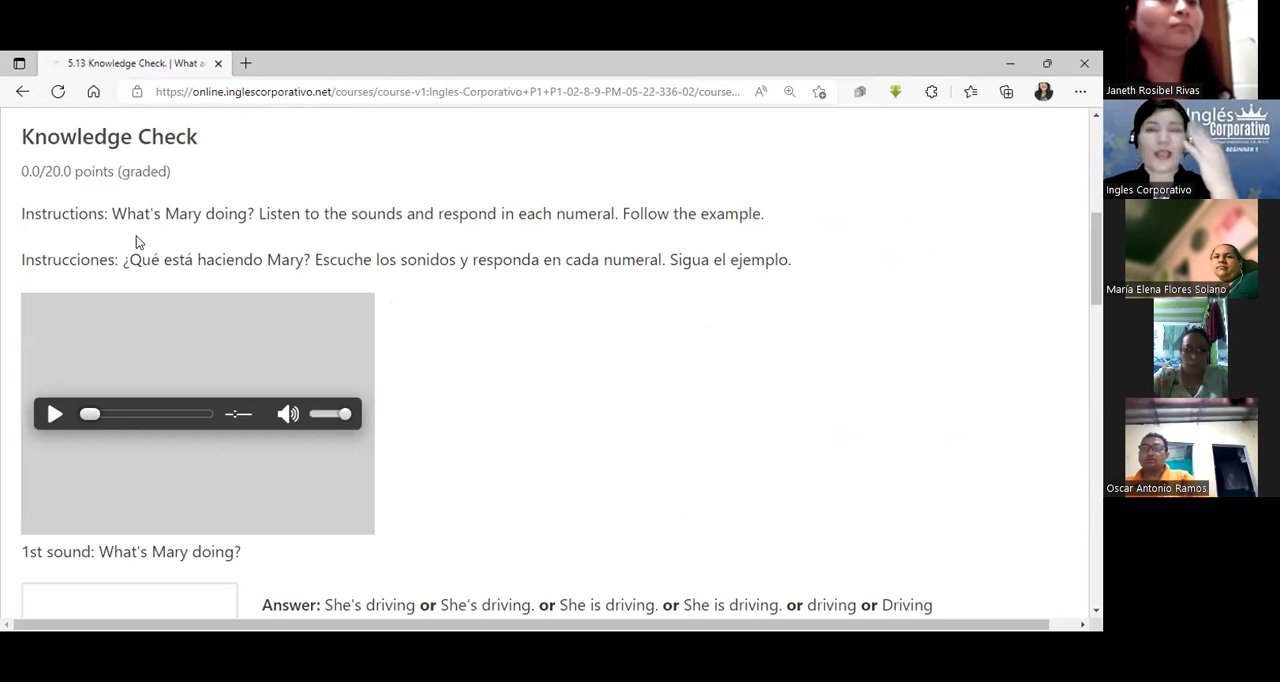 5.13 Knowledge Check. | What a
https://online.inglescorporativo.net/courses/course-v1:Ingles-Corporativo+P1+P1-02-8-9-PM-05-22-336-02/course...
Knowledge Check
0.0/20.0 points (graded)
Instructions: What's Mary doing? Listen to the sounds and respond in each numeral. Follow the example.
Instrucciones: ¿Qué está haciendo Mary? Escuche los sonidos y responda en cada numeral. Sigua el ejemplo.
-:--
1st sound: What's Mary doing?
Answer: She's driving or She's driving. or She is driving. or She is driving. or driving or Driving
Janeth Rosibel Rivas
Inglés
Corporativo
BEGINNER 1
Ingles Corporativo
María Elena Flores Solano
Oscar Antonio Ramos